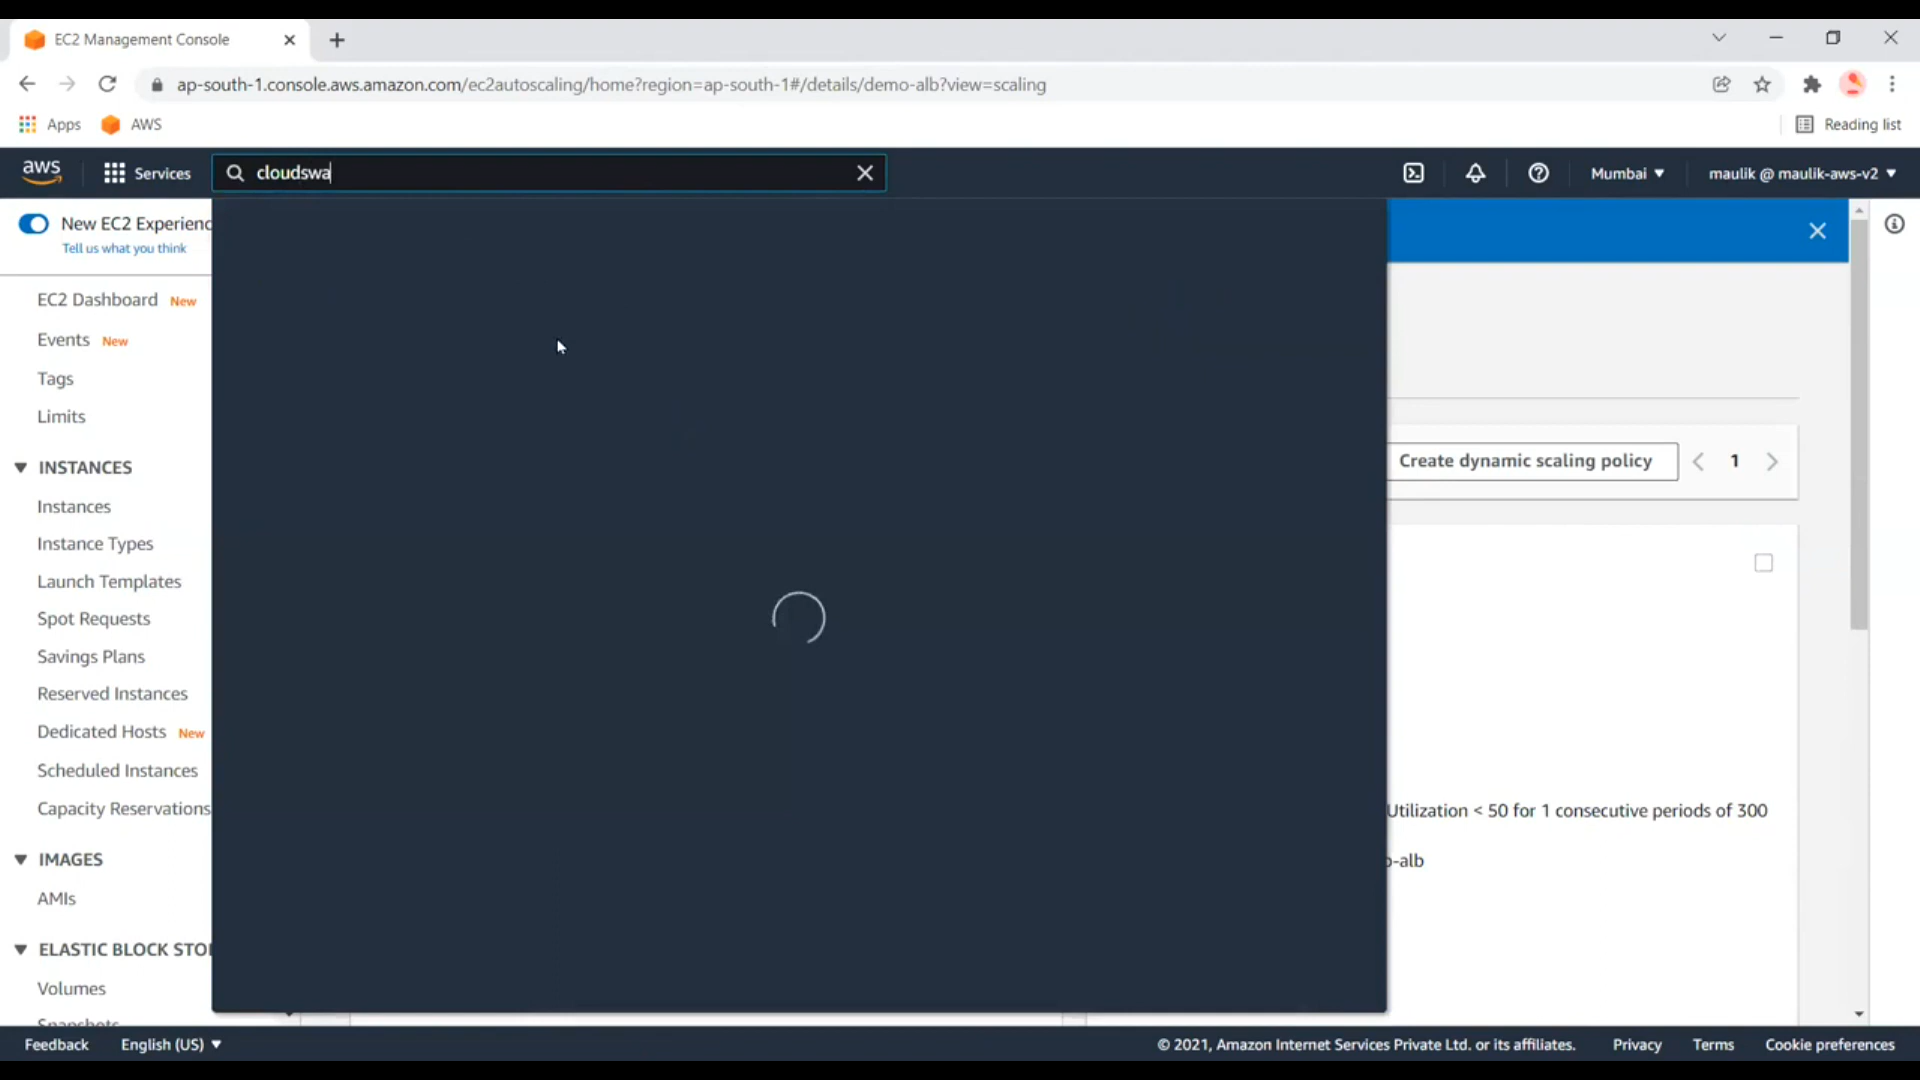 EC2 Management Console
ap-south-1.console.aws.amazon.com/ec2autoscaling/home?region=ap-south-1#/details/demo-alb?view=scaling
Apps AWS Reading list
aws Services cloudswa Mumbai maulik @ maulik-aws-v2
New EC2 Experienc
Tell us what you think
EC2 Dashboard New
Events New
Tags
Limits
INSTANCES
Instances
Instance Types
Launch Templates
Spot Requests
Savings Plans
Reserved Instances
Dedicated Hosts New
Scheduled Instances
Capacity Reservations
IMAGES
AMIs
ELASTIC BLOCK STO
Volumes
Snapshots
Create dynamic scaling policy 1
Utilization < 50 for 1 consecutive periods of 300
o-alb
Feedback English (US) © 2021, Amazon Internet Services Private Ltd. or its affiliates. Privacy Terms Cookie preferences